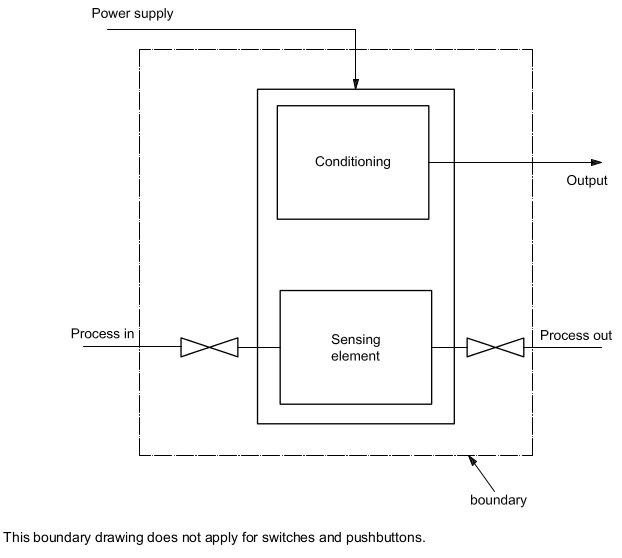 Power supply
Conditioning
Output
Process in
Sensing
element
Process out
boundary
This boundary drawing does not apply for switches and pushbuttons.